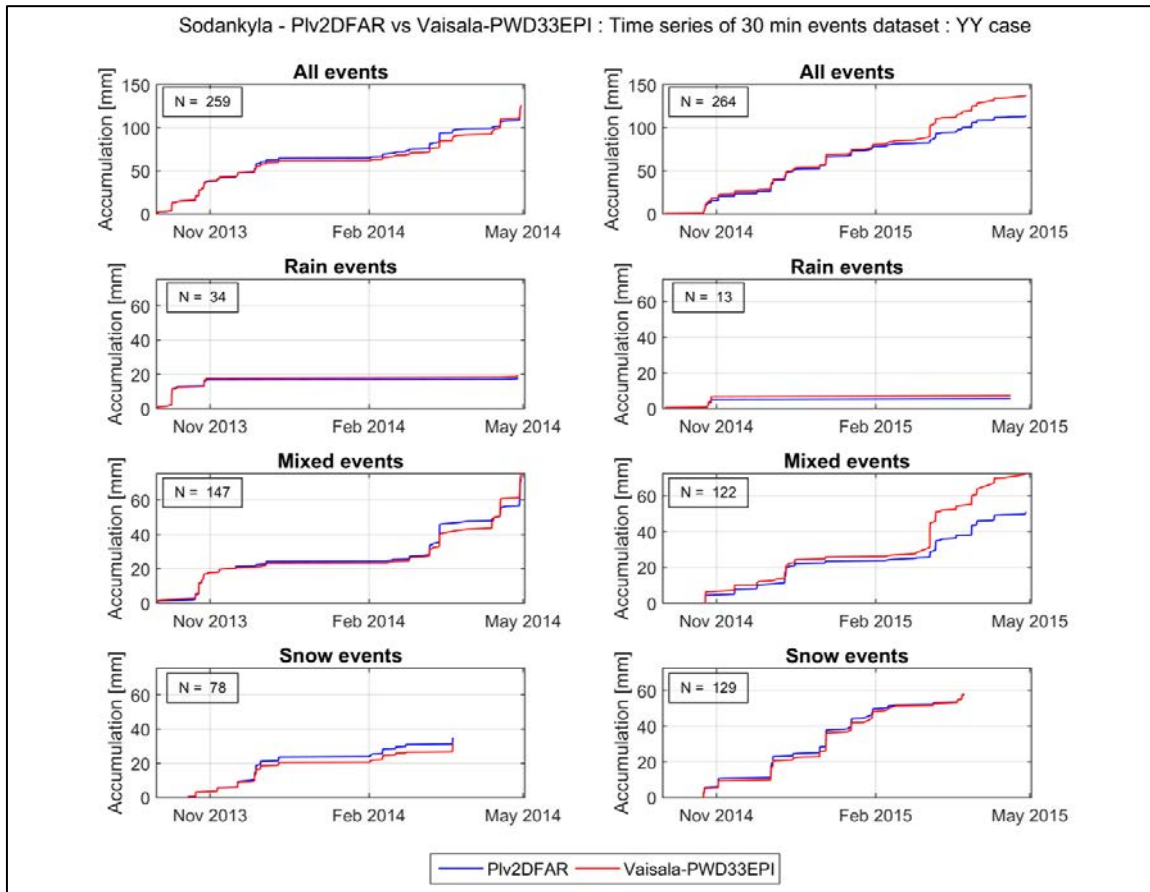 Sodankyla - Plv2DFAR vs Vaisala-PWD33EPI : Time series of 30 min events dataset : YY case
All events
Accumulation [mm]
150
100
50
0
N = 259
Nov 2013
Feb 2014
May 2014
All events
Accumulation [mm]
150
100
50
0
N = 264
Nov 2014
Feb 2015
May 2015
Rain events
Accumulation [mm]
60
40
20
0
N = 34
Nov 2013
Feb 2014
May 2014
Rain events
Accumulation [mm]
60
40
20
0
N = 13
Nov 2014
Feb 2015
May 2015
Mixed events
Accumulation [mm]
60
40
20
0
N = 147
Nov 2013
Feb 2014
May 2014
Mixed events
Accumulation [mm]
60
40
20
0
N = 122
Nov 2014
Feb 2015
May 2015
Snow events
Accumulation [mm]
60
40
20
0
N = 78
Nov 2013
Feb 2014
May 2014
Snow events
Accumulation [mm]
60
40
20
0
N = 129
Nov 2014
Feb 2015
May 2015
Plv2DFAR
Vaisala-PWD33EPI